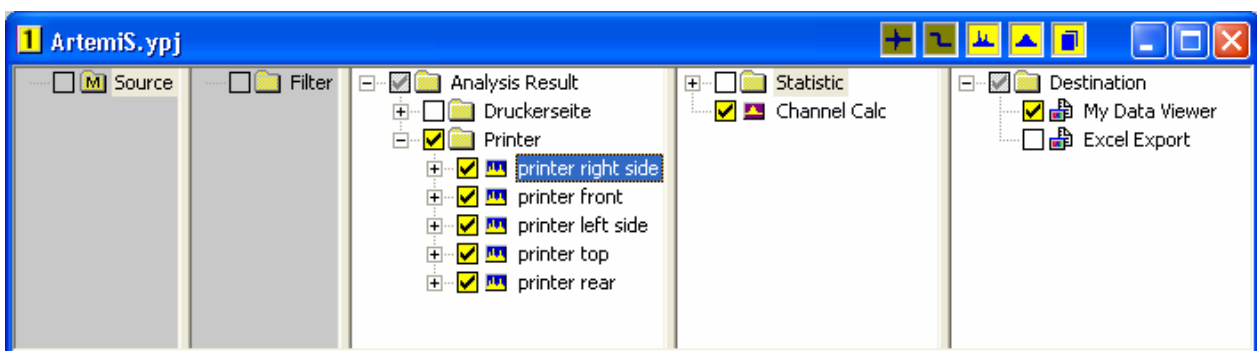 1 ArtemiS.ypj
M Source
Filter
Analysis Result
Druckerseite
Printer
printer right side
printer front
printer left side
printer top
printer rear
Statistic
Channel Calc
Destination
My Data Viewer
Excel Export